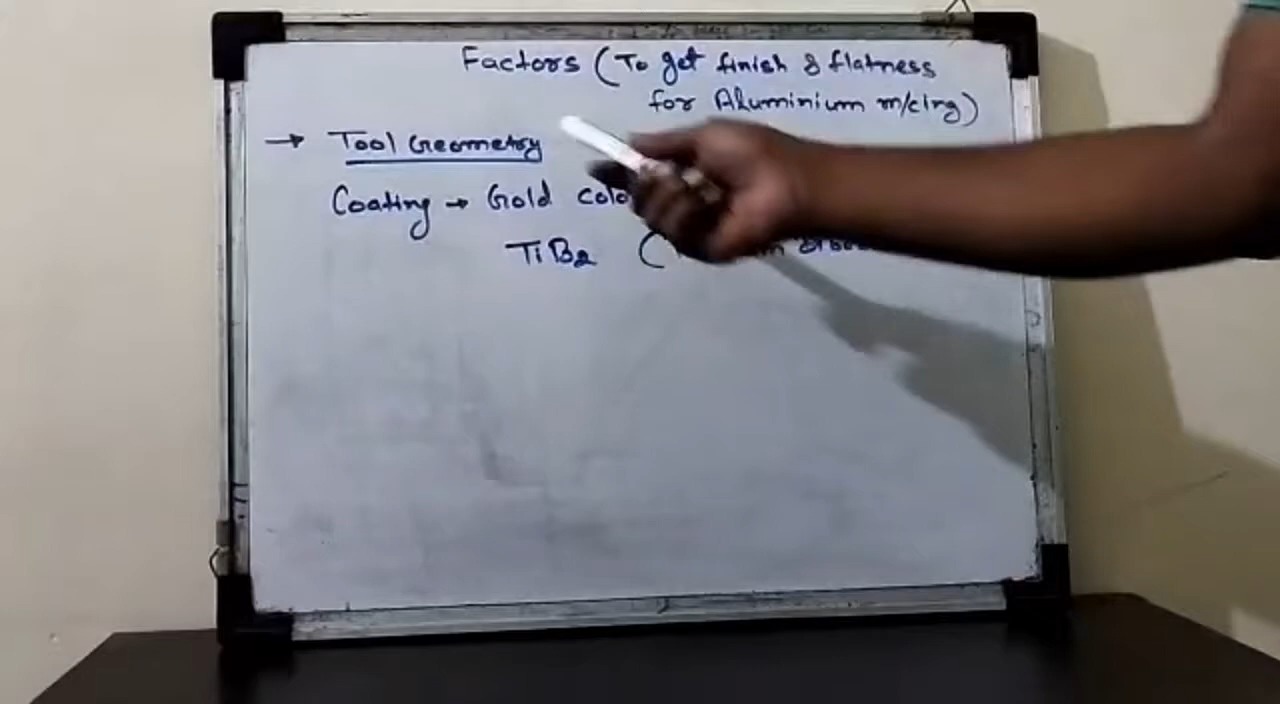 Factors (To get finish & flatness
for Aluminium m/cing)
→ Tool Geometry
Coating → Gold
TiB2 (